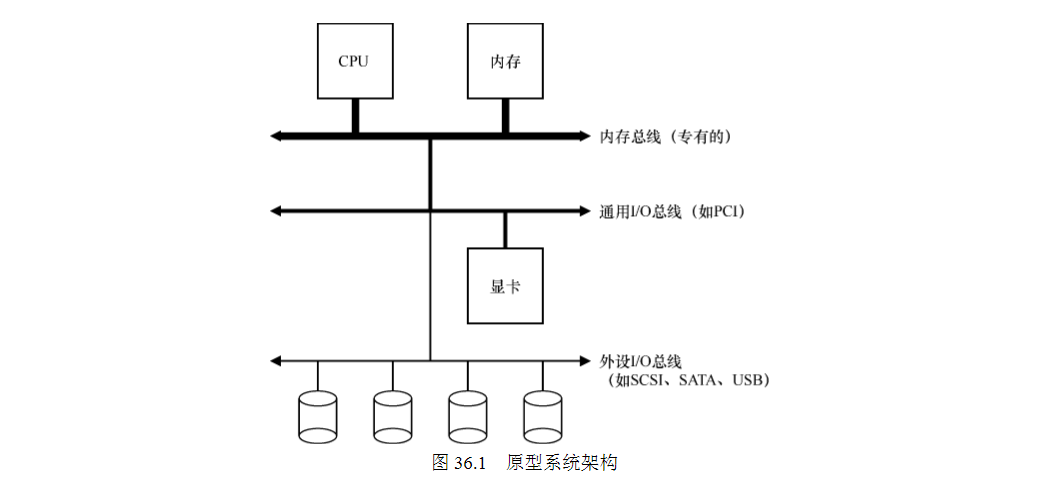 CPU
内存
内存总线（专有的）
通用I/O总线（如PCI）
显卡
外设I/O总线
（如SCSI、SATA、USB）
图 36.1 原型系统架构